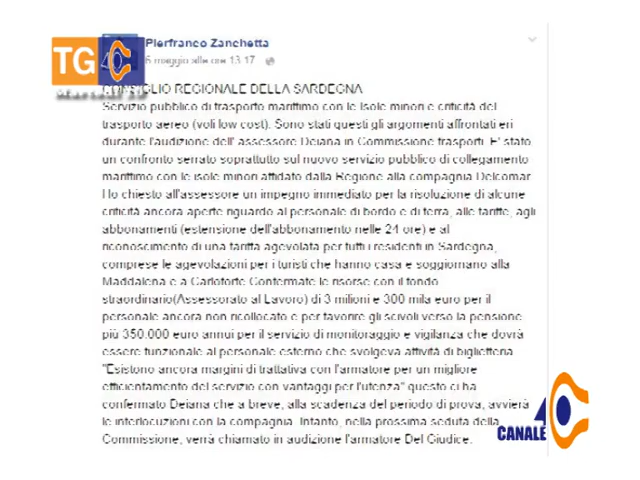 TG 40
Pierfranco Zanchetta
6 maggio alle ore 13.17
CONSIGLIO REGIONALE DELLA SARDEGNA
Servizio pubblico di trasporto marittimo con le Isole minori e criticità del
trasporto aereo (voli low cost). Sono stati questi gli argomenti affrontati eri
durante l'audizione dell' assessore Deiana in Commissione trasporti. E' stato
un confronto serrato soprattutto sul nuovo servizio pubblico di collegamento
marittimo con le isole minori affidato dalla Regione alla compagnia Delcomar.
Ho chiesto all'assessore un impegno immediato per la risoluzione di alcune
criticità ancora aperte riguardo al personale di bordo e di terra, alle tariffe, agli
abbonamenti (estensione dell'abbonamento nelle 24 ore) e al
riconoscimento di una tariffa agevolata per tutti i residenti in Sardegna,
comprese le agevolazioni per i turisti che hanno casa e soggiornano alla
Maddalena e a Carloforte Confermate le risorse con il fondo
straordinario(Assessorato al Lavoro) di 3 milioni e 300 mila euro per il
personale ancora non ricollocato e per favorire gli scivoli verso la pensione
più 350.000 euro annui per il servizio di monitoraggio e vigilanza che dovrà
essere funzionale al personale esterno che svolgeva attività di biglietteria.
"Esistono ancora margini di trattativa con l'armatore per un migliore
efficientamento del servizio con vantaggi per l'utenza" questo ci ha
confermato Deiana che a breve, alla scadenza del periodo di prova, avvierà
le interlocuzioni con la compagnia. Intanto, nella prossima seduta della
Commissione, verrà chiamato in audizione l'armatore Del Giudice.
CANALE 40